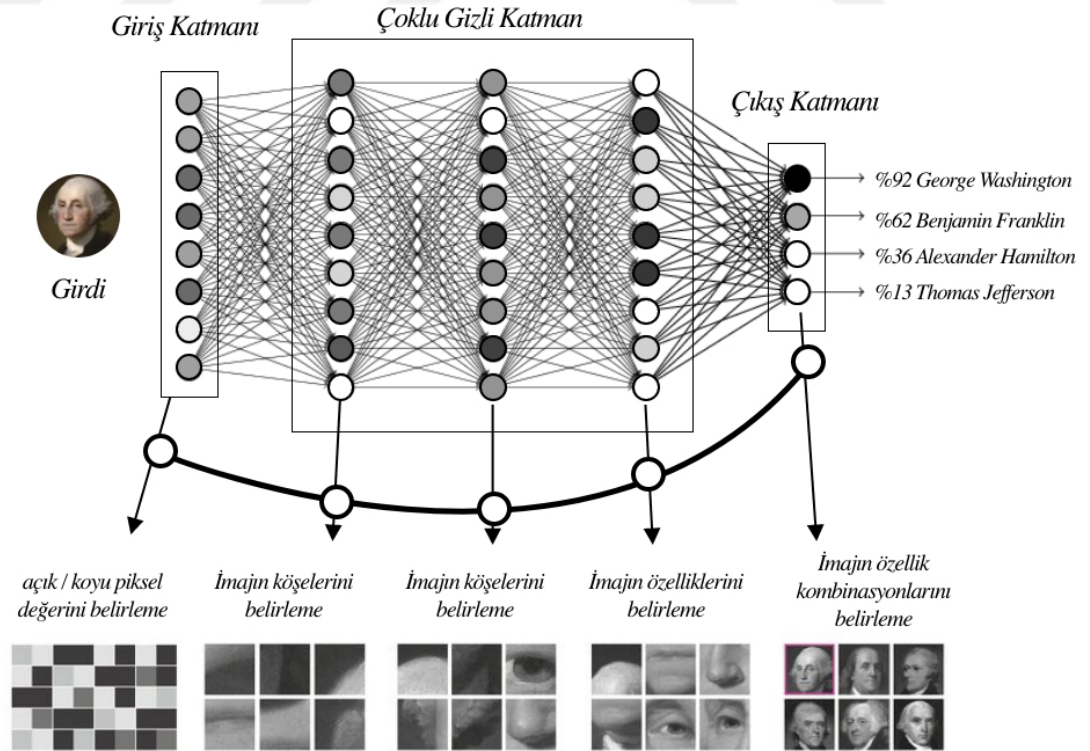 Giriş Katmanı
Çoklu Gizli Katman
Çıkış Katmanı
Girdi
%92 George Washington
%62 Benjamin Franklin
%36 Alexander Hamilton
%13 Thomas Jefferson
açık / koyu piksel
değerini belirleme
İmajın köşelerini
belirleme
İmajın köşelerini
belirleme
İmajın özelliklerini
belirleme
İmajın özellik
kombinasyonlarını
belirleme